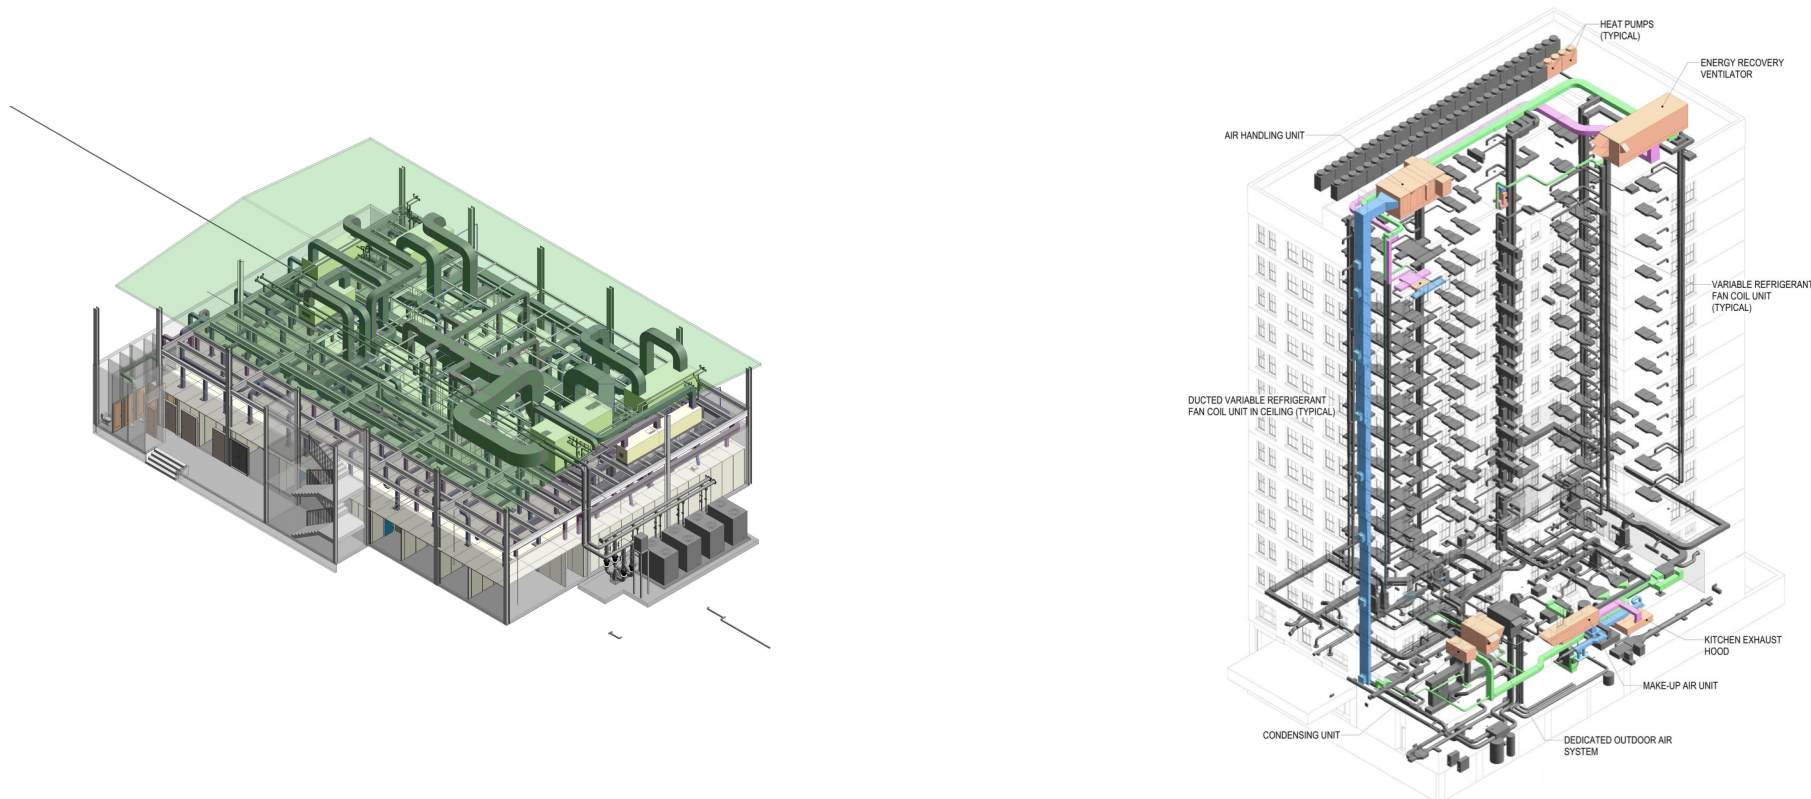 HEAT PUMPS
(TYPICAL)
ENERGY RECOVERY
VENTILATOR
AIR HANDLING UNIT
VARIABLE REFRIGERANT
FAN COIL UNIT
(TYPICAL)
DUCTED VARIABLE REFRIGERANT
FAN COIL UNIT IN CEILING (TYPICAL)
KITCHEN EXHAUST
HOOD
MAKE-UP AIR UNIT
CONDENSING UNIT
DEDICATED OUTDOOR AIR
SYSTEM